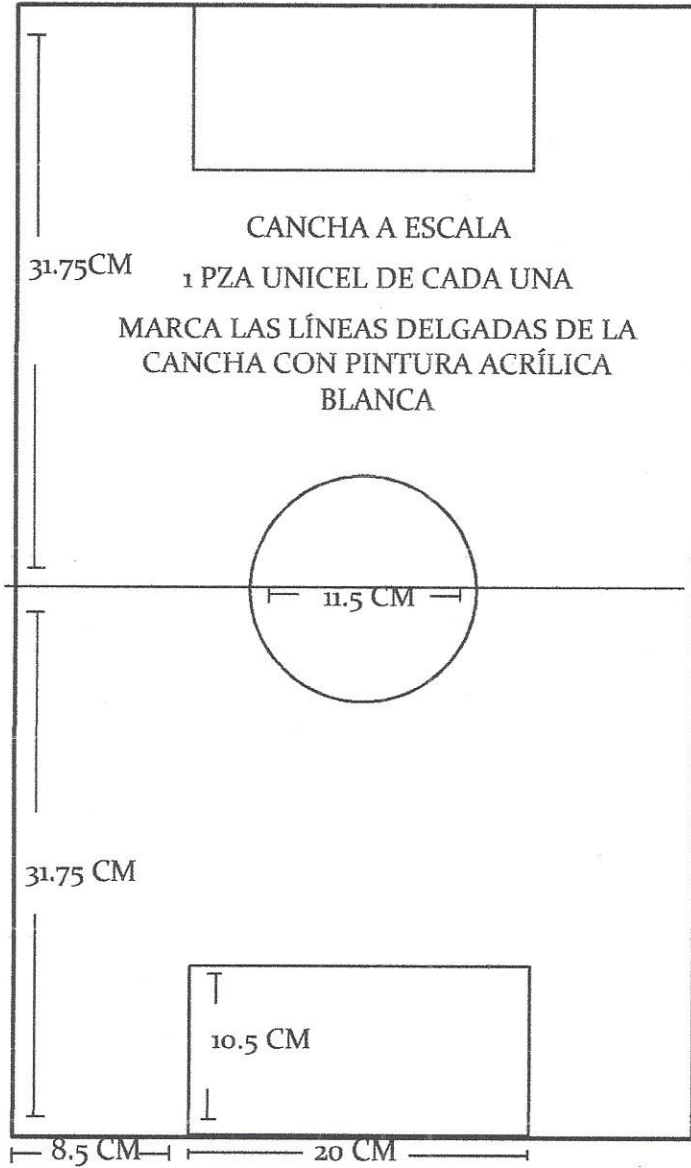 CANCHA A ESCALA
31.75CM
1 PZA UNICEL DE CADA UNA
MARCA LAS LÍNEAS DELGADAS DE LA
CANCHA CON PINTURA ACRÍLICA
BLANCA
11.5 CM
31.75 CM
10.5 CM
8.5 CM
20 CM